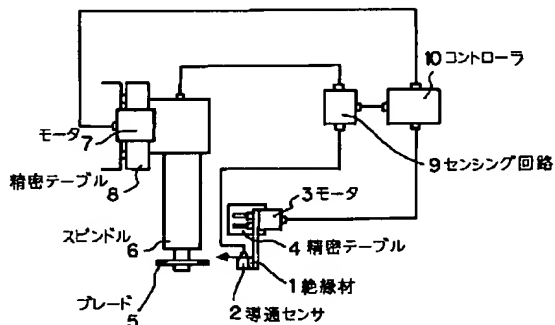 10 コントローラ
モータ
7
9 センシング回路
精密テーブル
8
3 モータ
4 精密テーブル
スピンドル
6
1 絶縁材
ブレード
5
2 導通センサ